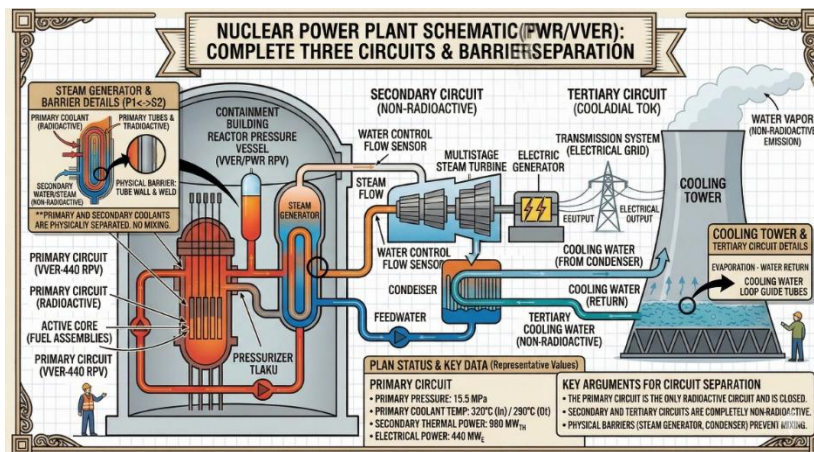 NUCLEAR POWER PLANT SCHEMATIC (PWR/VVER):
COMPLETE THREE CIRCUITS & BARRIERSEPARATION
STEAM GENERATOR &
BARRIER DETAILS (P1<->S2)
PRIMARY COOLANT
(RADIOACTIVE)
PRIMARY TUBES &
TRADIOACTIVE)
SECONDARY
WATER/STEAM
(NON-RADIOACTIVE)
PHYSICAL BARRIER:
TUBE WALL & WELD
**PRIMARY AND SECONDARY COOLANTS
ARE PHYSICALLY SEPARATED. NO MIXING.
CONTAINMENT
BUILDING
REACTOR PRESSURE
VESSEL
(VVER/PWR RPV)
STEAM
GENERATOR
PRIMARY CIRCUIT
(VVER-440 RPV)
PRIMARY CIRCUIT
(RADIOACTIVE)
ACTIVE CORE
(FUEL ASSEMBLIES)
PRIMARY CIRCUIT
(VVER-440 RPV)
PRESSURIZER
TLAKU
SECONDARY CIRCUIT
(NON-RADIOACTIVE)
WATER CONTROL
FLOW SENSOR
MULTISTAGE
STEAM TURBINE
STEAM
FLOW
WATER CONTROL
FLOW SENSOR
ELECTRIC
GENERATOR
CONDEISER
FEEDWATER
TERTIARY CIRCUIT
(COOLADIAL TOK)
TRANSMISSION SYSTEM
(ELECTRICAL GRID)
EEUTPUT
ELECTRICAL
OUTPUT
COOLING WATER
(FROM CONDENSER)
COOLING WATER
(RETURN)
TERTIARY
COOLING WATER
(NON-RADIOACTIVE)
WATER VAPOR
(NON-RADIOACTIVE
EMISSION)
COOLING
TOWER
COOLING TOWER &
TERTIARY CIRCUIT DETAILS
EVAPORATION - WATER RETURN
COOLING WATER
LOOP GUIDE TUBES
PLAN STATUS & KEY DATA (Representative Values)
PRIMARY CIRCUIT
• PRIMARY PRESSURE: 15.5 MPa
• PRIMARY COOLANT TEMP: 320°C (in) / 290°C (0t)
• SECONDARY THERMAL POWER: 980 MWTH
• ELECTRICAL POWER: 440 MWE
KEY ARGUMENTS FOR CIRCUIT SEPARATION
• THE PRIMARY CIRCUIT IS THE ONLY RADIOACTIVE CIRCUIT AND IS CLOSED.
• SECONDARY AND TERTIARY CIRCUITS ARE COMPLETELY NON-RADIOACTIVE.
• PHYSICAL BARRIERS (STEAM GENERATOR, CONDENSER) PREVENT MIXING.